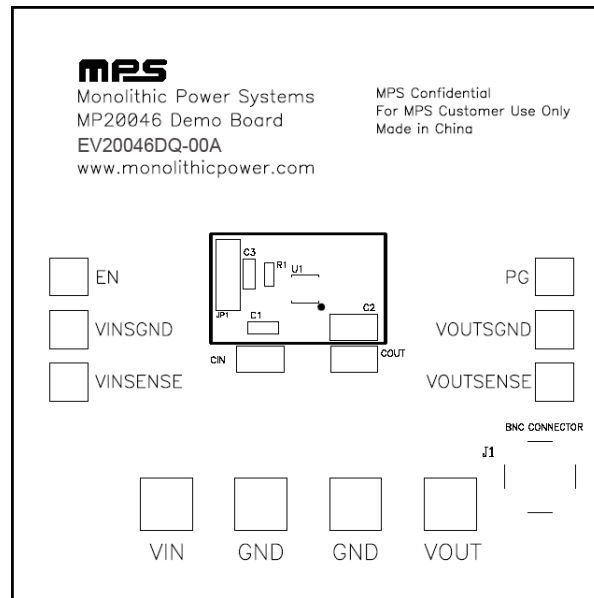 mps
Monolithic Power Systems
MP20046 Demo Board
EV20046DQ-00A
www.monolithicpower.com
MPS Confidential
For MPS Customer Use Only
Made in China
EN
VINSGND
VINSENSE
C3
R1
U1
JP1
C1
C2
CIN
COUT
PG
VOUTSGND
VOUTSENSE
BNC CONNECTOR
J1
VIN
GND
GND
VOUT